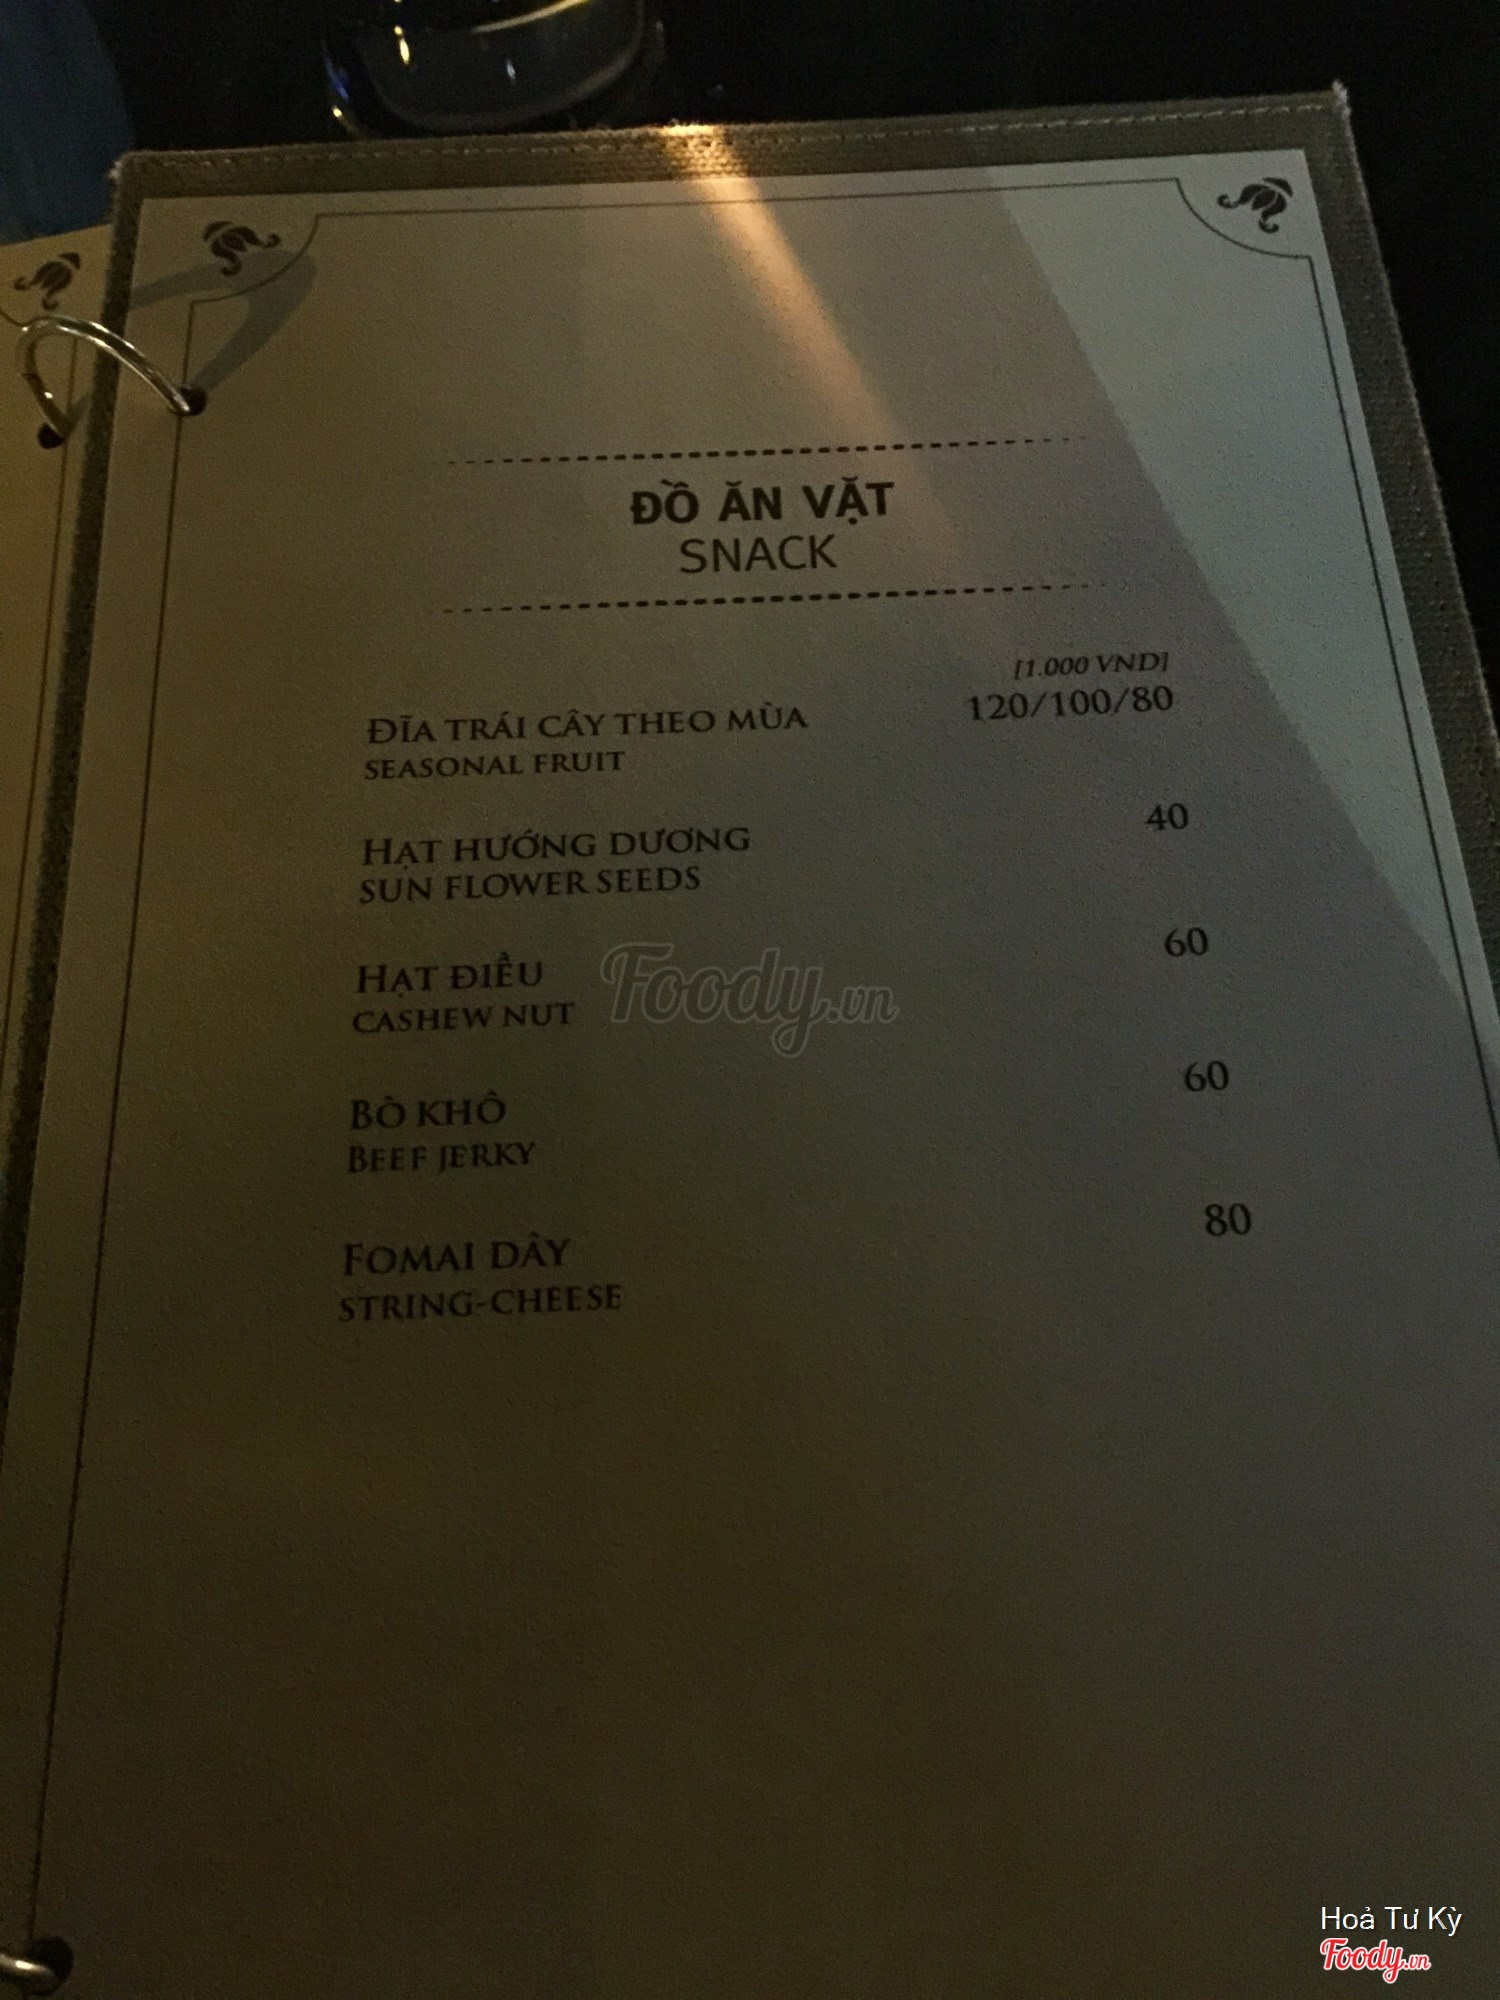 ĐỒ ĂN VẶT
SNACK
[1.000 VND]
ĐĨA TRÁI CÂY THEO MÙA 120/100/80
SEASONAL FRUIT
HẠT HƯỚNG DƯƠNG 40
SUN FLOWER SEEDS
HẠT ĐIỀU 60
CASHEW NUT
BÒ KHÔ 60
BEEF JERKY
FOMAI DÂY 80
STRING-CHEESE
Foody.vn
Hoả Tư Kỳ
Foody.vn